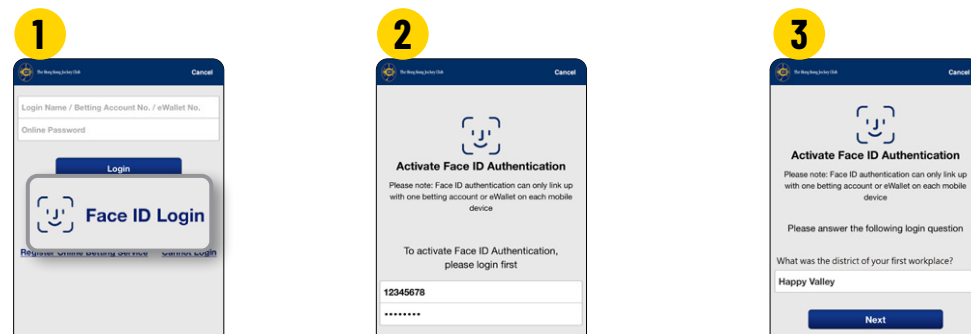 1
The Hong Kong Jockey Club
Cancel
Login Name / Betting Account No. / eWallet No.
Online Password
Login
Face ID Login
Register Online Betting Service
Cannot Login
2
The Hong Kong Jockey Club
Cancel
Activate Face ID Authentication
Please note: Face ID authentication can only link up
with one betting account or eWallet on each mobile
device
To activate Face ID Authentication,
please login first
12345678
••••••••
3
The Hong Kong Jockey Club
Cancel
Activate Face ID Authentication
Please note: Face ID authentication can only link up
with one betting account or eWallet on each mobile
device
Please answer the following login question
What was the district of your first workplace?
Happy Valley
Next